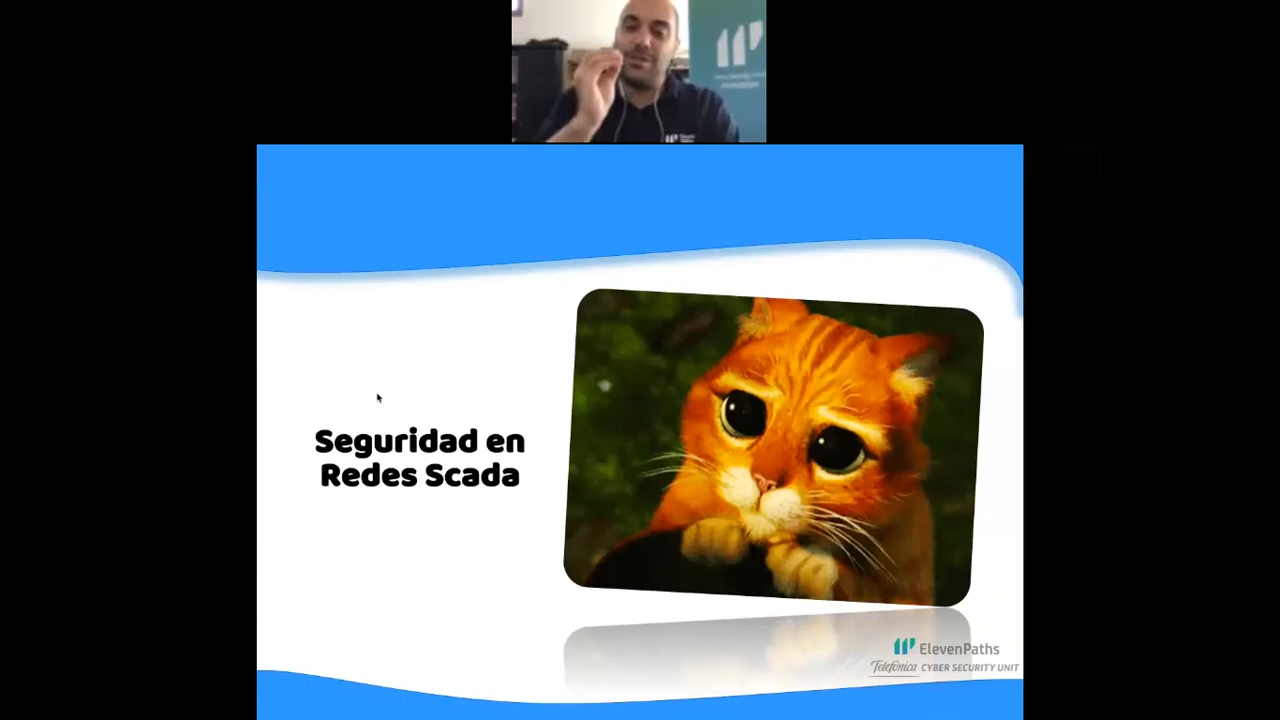 Seguridad en
Redes Scada
ElevenPaths
Telefónica CYBER SECURITY UNIT